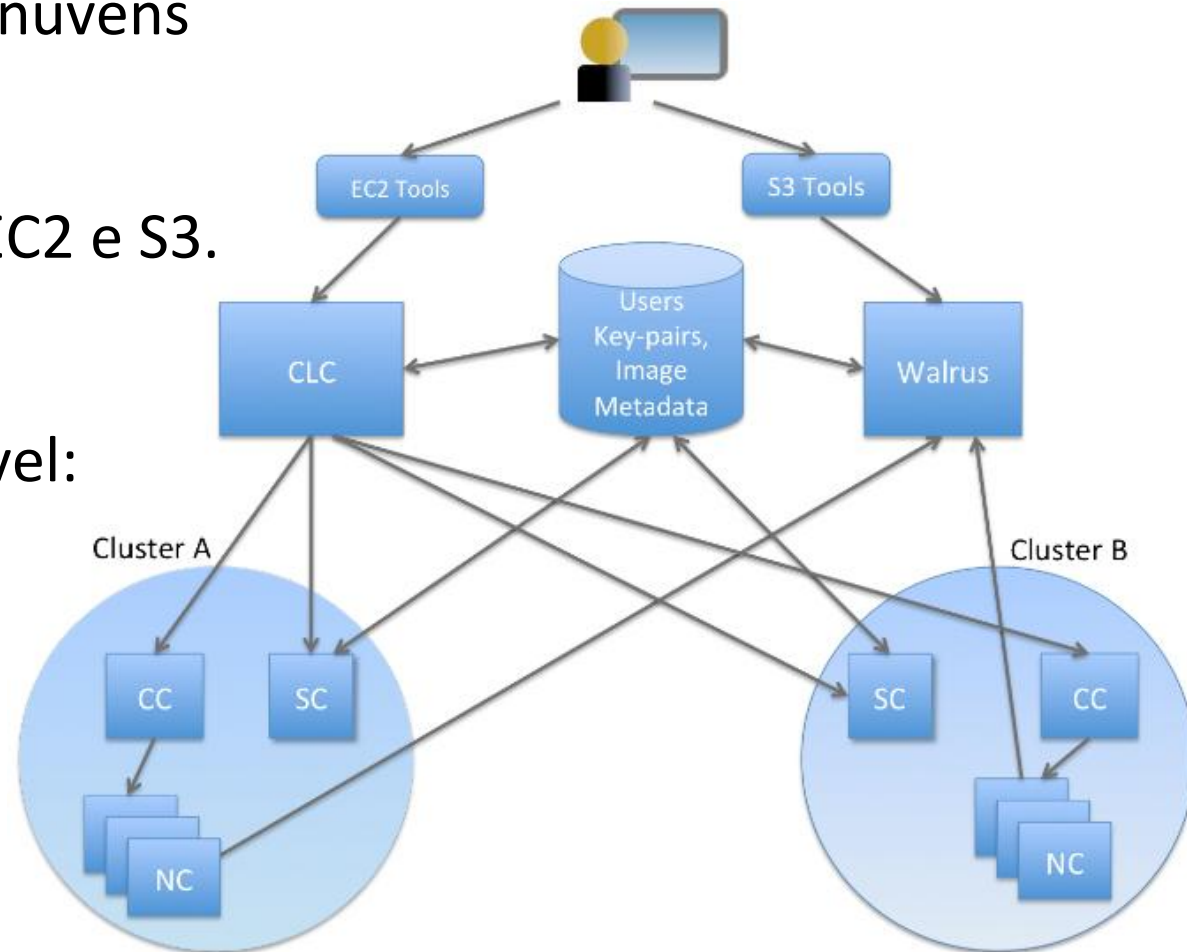 nuvens
EC2 Tools
S3 Tools
EC2 e S3.
Users
Key-pairs,
Image
Metadata
CLC
Walrus
vel:
Cluster A
Cluster B
CC
SC
SC
CC
NC
NC